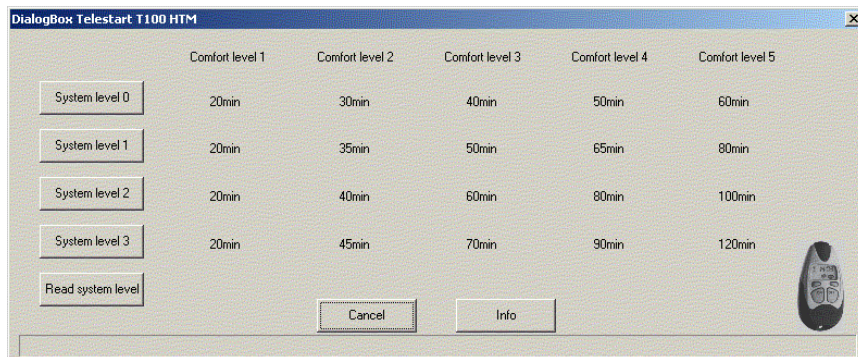 DialogBox Telestart T100 HTM
Comfort level 1 Comfort level 2 Comfort level 3 Comfort level 4 Comfort level 5
System level 0 20min 30min 40min 50min 60min
System level 1 20min 35min 50min 65min 80min
System level 2 20min 40min 60min 80min 100min
System level 3 20min 45min 70min 90min 120min
Read system level
Cancel Info